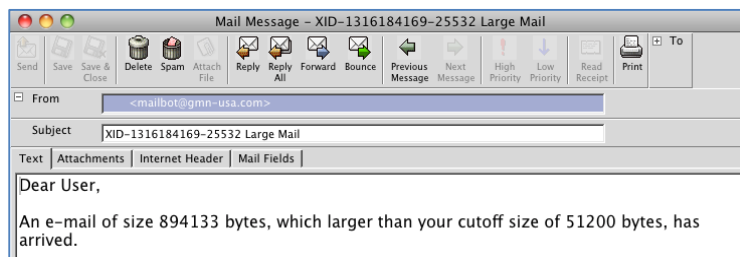 Mail Message – XID-1316184169-25532 Large Mail
Send Save Save & Close Delete Spam Attach File Reply Reply All Forward Bounce Previous Message Next Message High Priority Low Priority Read Receipt Print To
From <mailbot@gmn-usa.com>
Subject XID-1316184169-25532 Large Mail
Text Attachments Internet Header Mail Fields
Dear User,
An e-mail of size 894133 bytes, which larger than your cutoff size of 51200 bytes, has
arrived.